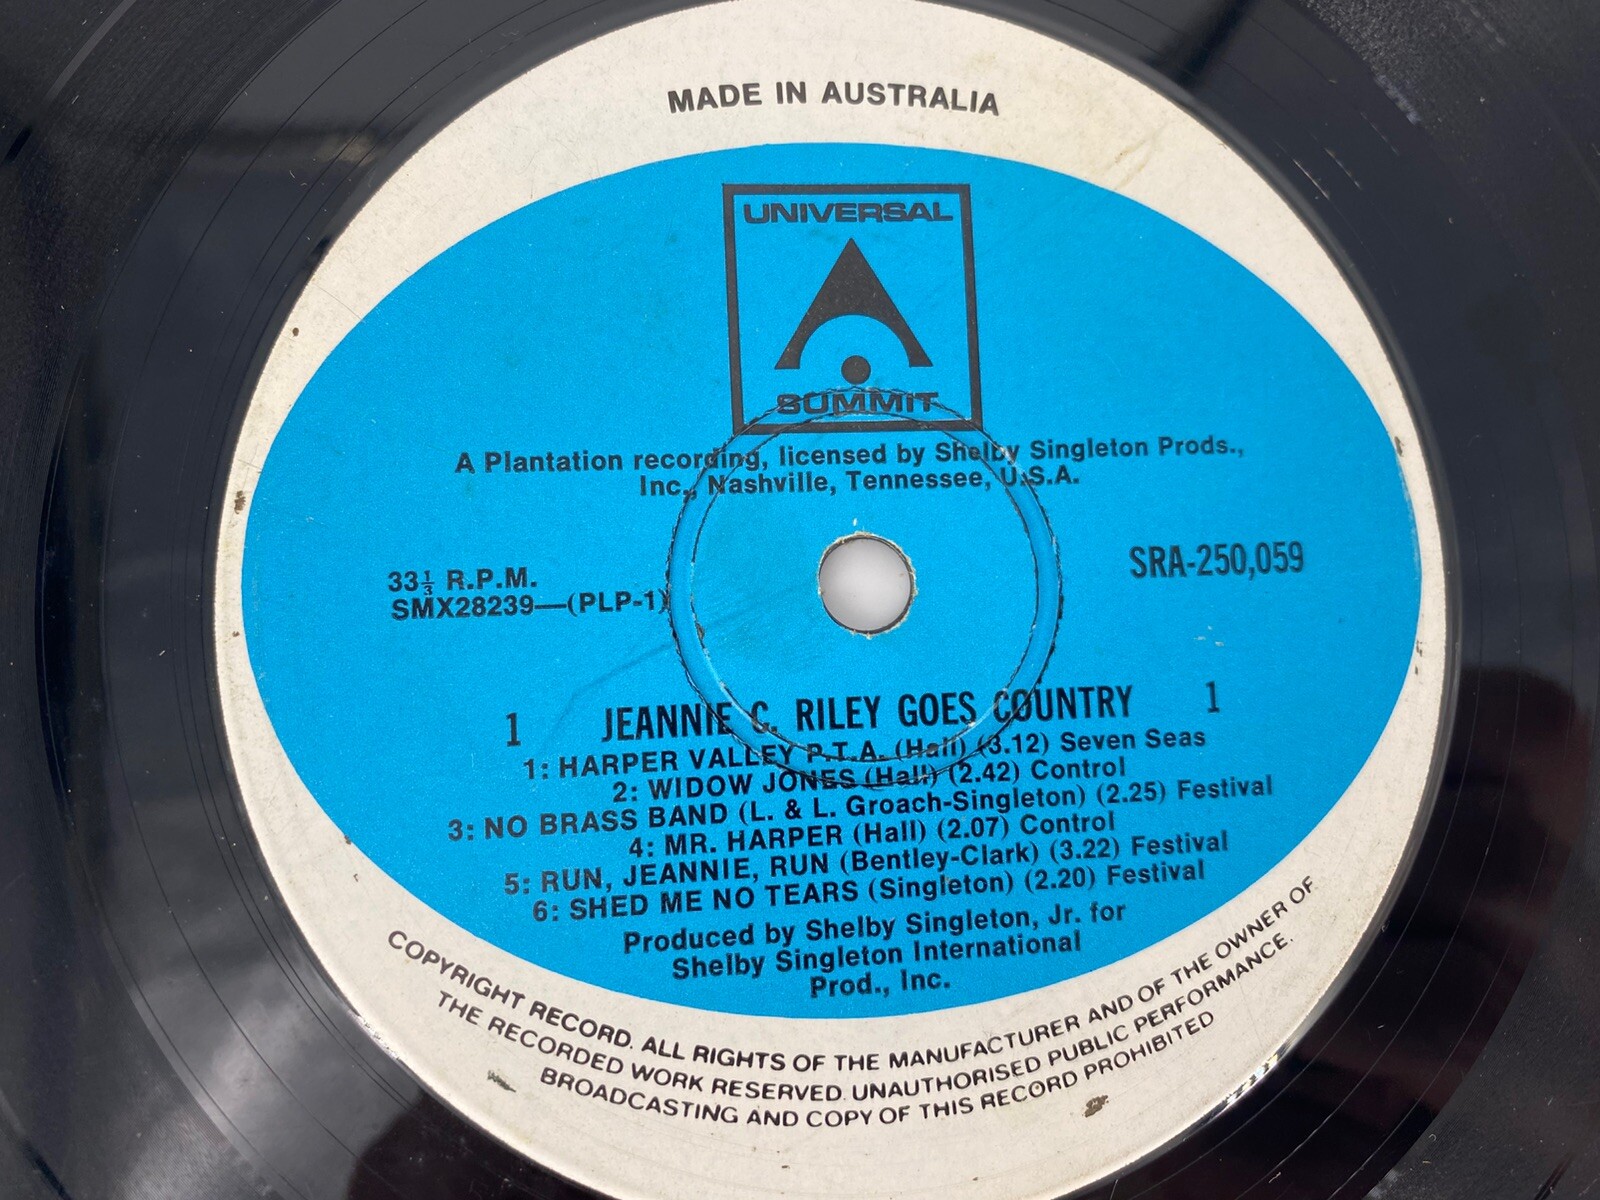 MADE IN AUSTRALIA
UNIVERSAL
SUMMIT
A Plantation recording, licensed by Shelby Singleton Prods.,
Inc., Nashville, Tennessee, U.S.A.
33⅓ R.P.M.
SMX28239—(PLP-1)
SRA-250,059
1 JEANNIE C. RILEY GOES COUNTRY 1
1: HARPER VALLEY P.T.A. (Hall) (3.12) Seven Seas
2: WIDOW JONES (Hall) (2.42) Control
3: NO BRASS BAND (L. & L. Groach-Singleton) (2.25) Festival
4: MR. HARPER (Hall) (2.07) Control
5: RUN, JEANNIE, RUN (Bentley-Clark) (3.22) Festival
6: SHED ME NO TEARS (Singleton) (2.20) Festival
Produced by Shelby Singleton, Jr. for
Shelby Singleton International
Prod., Inc.
COPYRIGHT RECORD. ALL RIGHTS OF THE MANUFACTURER AND OF THE OWNER OF
THE RECORDED WORK RESERVED. UNAUTHORISED PUBLIC PERFORMANCE.
BROADCASTING AND COPY OF THIS RECORD PROHIBITED